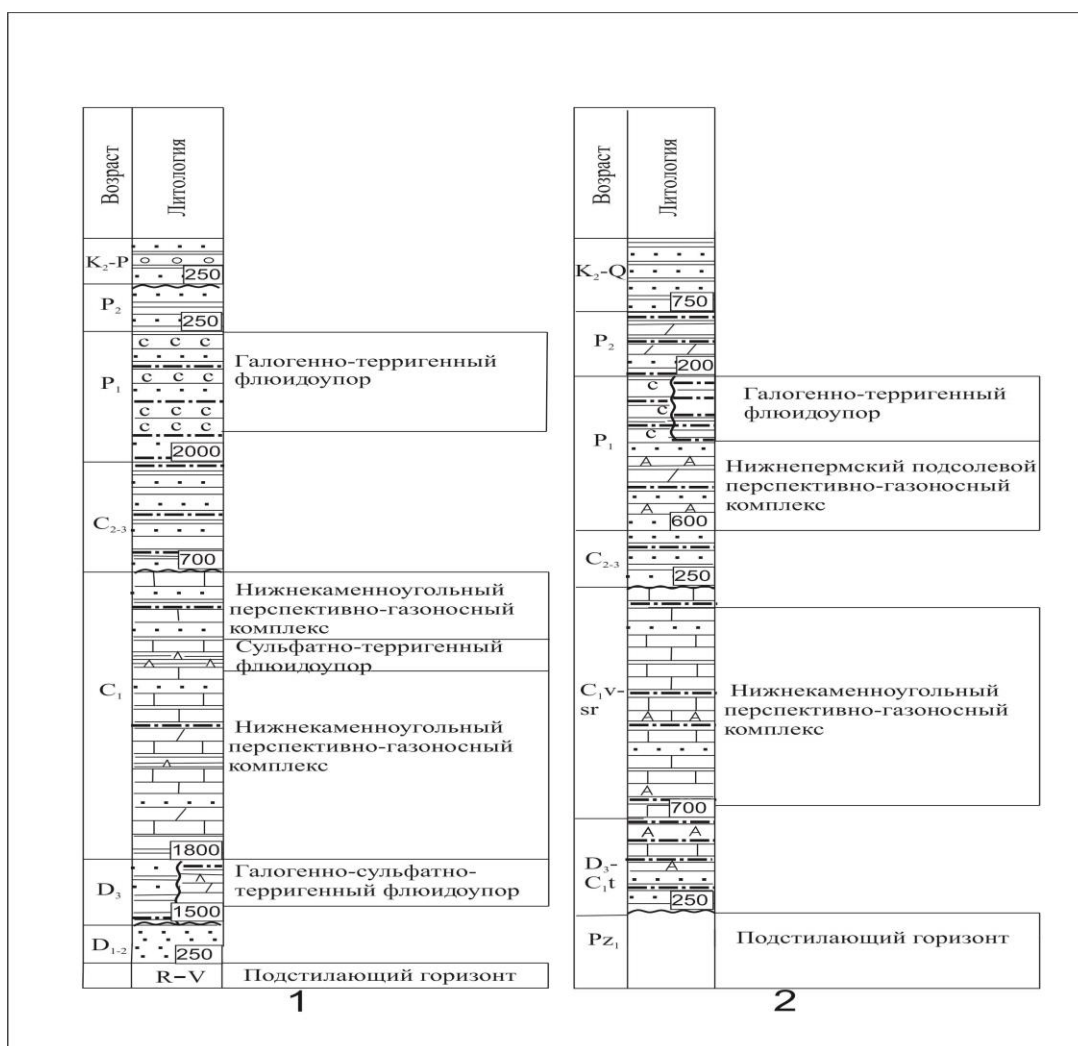 Возраст
Литология
K₂-P
250
P₂
250
P₁
2000
Галогенно-терригенный
флюидоупор
C₂₋₃
700
C₁
1800
Нижнекаменноугольный
перспективно-газоносный
комплекс
Сульфатно-терригенный
флюидоупор
Нижнекаменноугольный
перспективно-газоносный
комплекс
D₃
1500
Галогенно-сульфатно-
терригенный флюидоупор
D₁₋₂
250
R–V
Подстилающий горизонт
1
Возраст
Литология
K₂-Q
750
P₂
200
P₁
600
Галогенно-терригенный
флюидоупор
Нижнепермский подсолевой
перспективно-газоносный
комплекс
C₂₋₃
250
C₁v-
sr
700
Нижнекаменноугольный
перспективно-газоносный
комплекс
D₃-
C₁t
250
Pz₁
Подстилающий горизонт
2